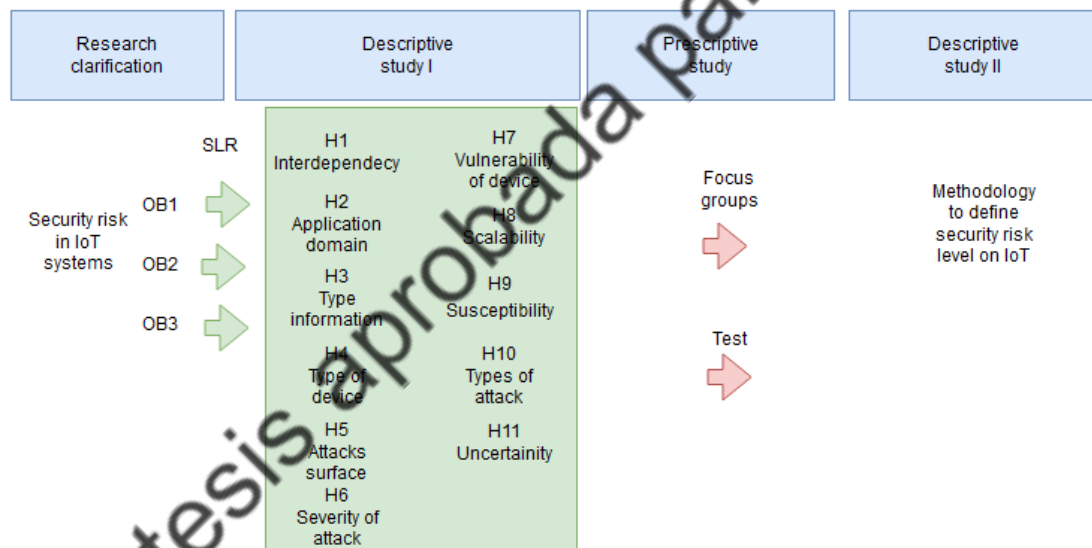 Research
clarification
Descriptive
study I
Prescriptive
study
Descriptive
study II
SLR
Security risk
in IoT
systems
OB1
OB2
OB3
H1
Interdependecy
H2
Application
domain
H3
Type
information
H4
Type of
device
H5
Attacks
surface
H6
Severity of
attack
H7
Vulnerability
of device
H8
Scalability
H9
Susceptibility
H10
Types of
attack
H11
Uncertainity
Focus
groups
Test
Methodology
to define
security risk
level on IoT
tesis aprobada pa